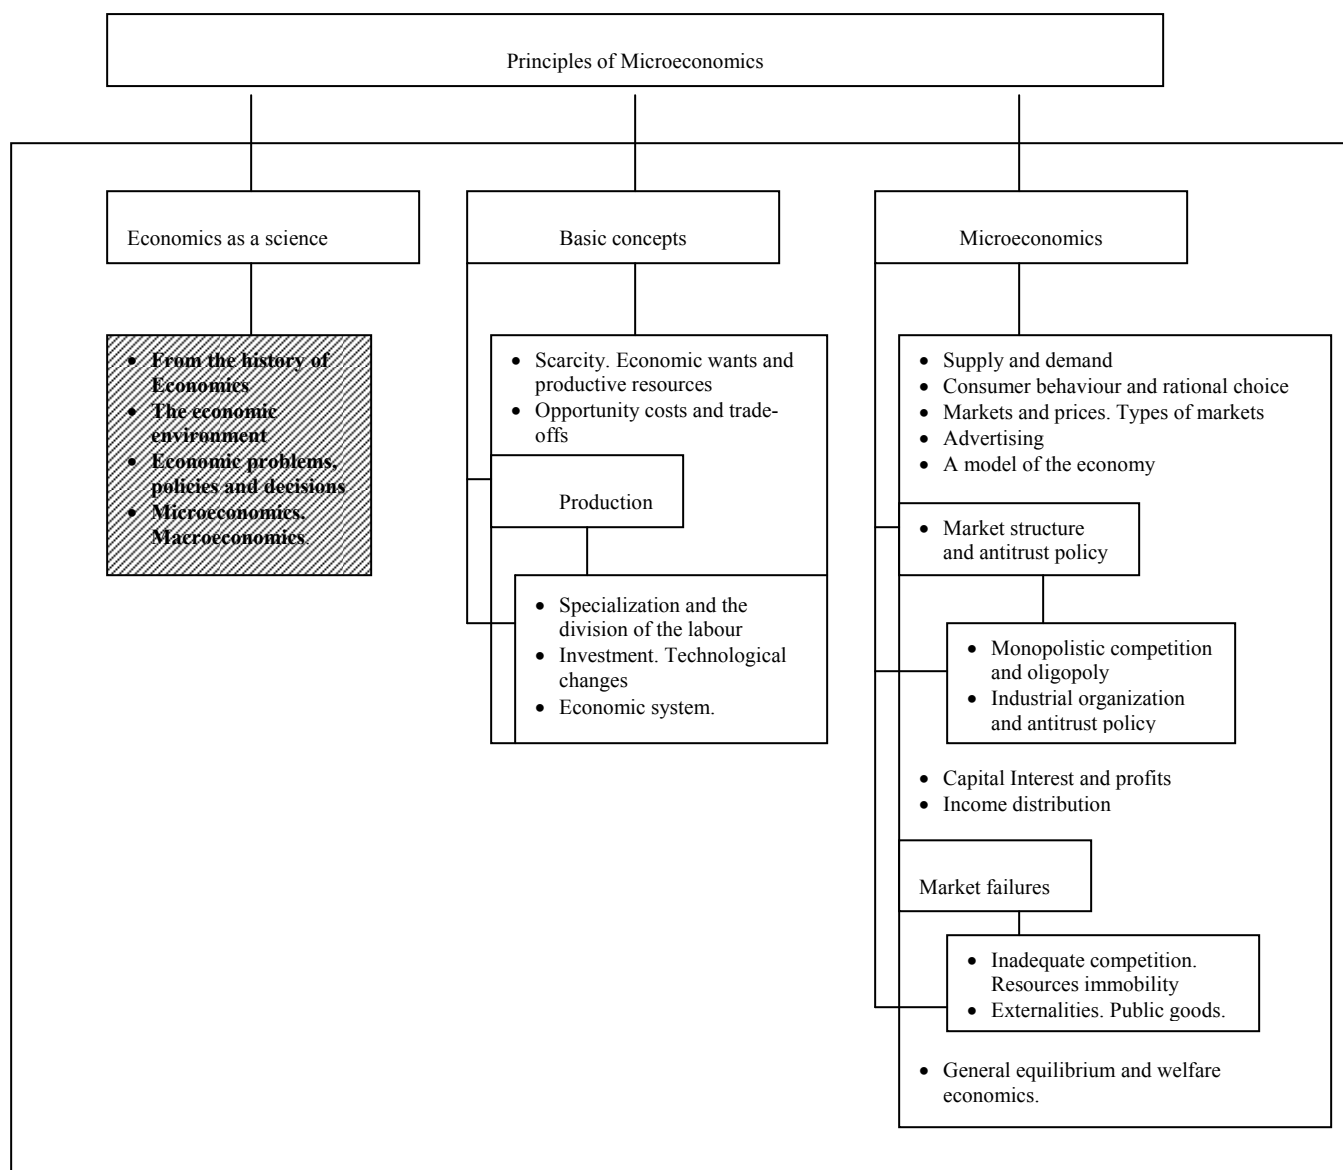 Principles of Microeconomics
Economics as a science
• From the history of
Economics
• The economic
environment
• Economic problems,
policies and decisions
• Microeconomics.
Macroeconomics.
Basic concepts
• Scarcity. Economic wants and
productive resources
• Opportunity costs and trade-
offs
Production
• Specialization and the
division of the labour
• Investment. Technological
changes
• Economic system.
Microeconomics
• Supply and demand
• Consumer behaviour and rational choice
• Markets and prices. Types of markets
• Advertising
• A model of the economy
• Market structure
and antitrust policy
• Monopolistic competition
and oligopoly
• Industrial organization
and antitrust policy
• Capital Interest and profits
• Income distribution
Market failures
• Inadequate competition.
Resources immobility
• Externalities. Public goods.
• General equilibrium and welfare
economics.